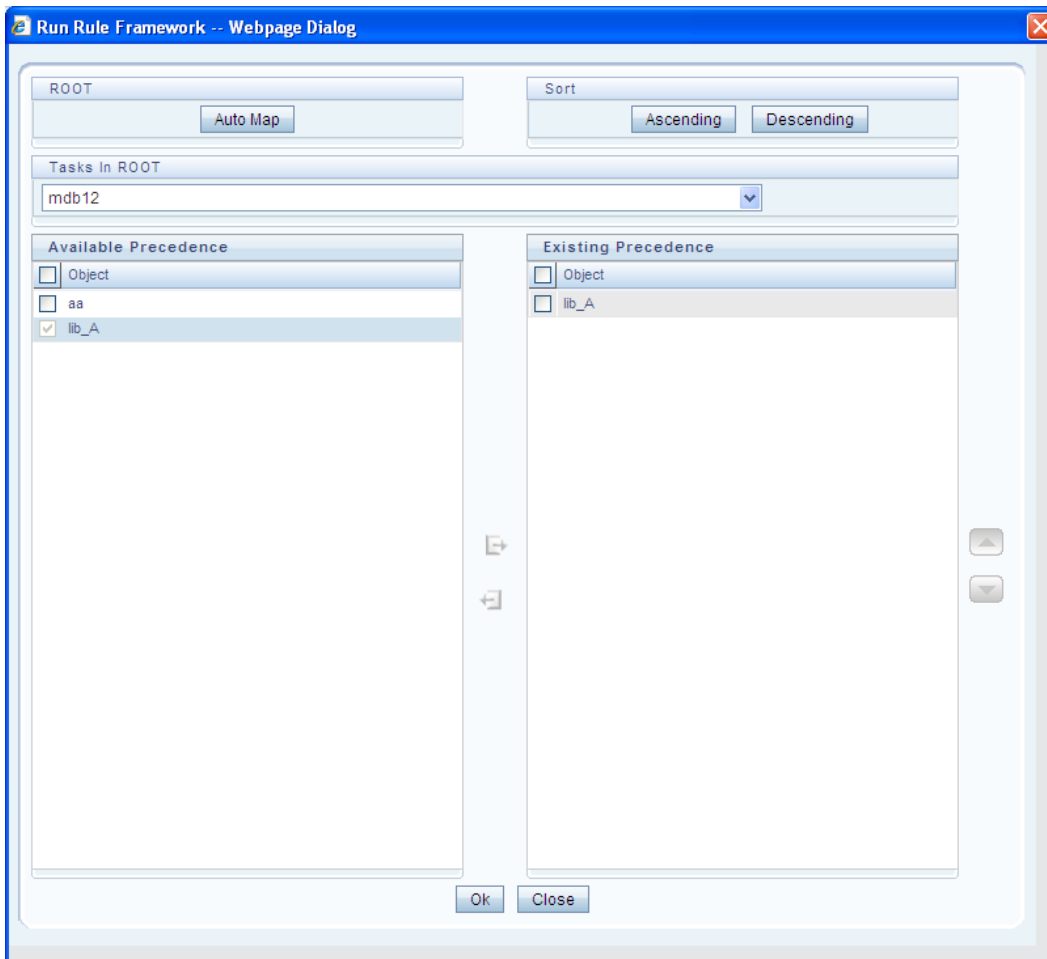 Run Rule Framework -- Webpage Dialog
ROOT
Auto Map
Sort
Ascending Descending
Tasks In ROOT
mdb12
Available Precedence
Object
aa
lib_A
Existing Precedence
Object
lib_A
Ok Close